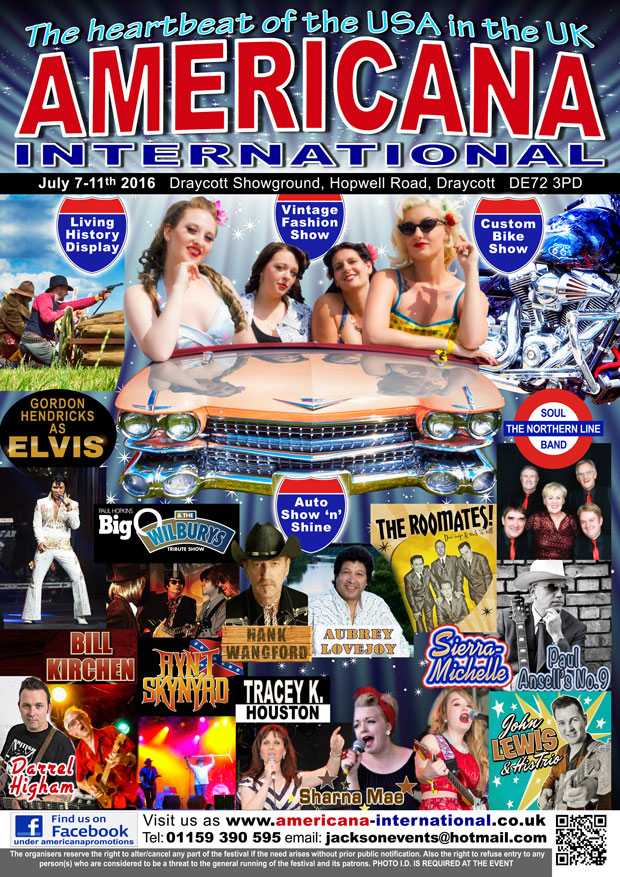 The heartbeat of the USA in the UK
AMERICANA
INTERNATIONAL
July 7-11th 2016 Draycott Showground, Hopwell Road, Draycott DE72 3PD
Living
History
Display
Vintage
Fashion
Show
Custom
Bike
Show
GORDON
HENDRICKS
AS
ELVIS
SOUL
THE NORTHERN LINE
BAND
Auto
Show 'n'
Shine
PAUL HOPKINS
Big O
& THE
WILBURYS
TRIBUTE SHOW
THE ROOMATES!
Doo-wop & Rock 'n' Roll
HANK
WANGFORD
AUBREY
LOVEJOY
Sierra-
Michelle
Paul
Ansell's No.9
BILL
KIRCHEN
AYNT
SKYNYRD
TRACEY K.
HOUSTON
Darrel
Higham
Sharna Mae
John
LEWIS
& His Trio
f Find us on
Facebook
under americanapromotions
Visit us at www.americana-international.co.uk
Tel: 01159 390 595 email: jacksonevents@hotmail.com
The organisers reserve the right to alter/cancel any part of the festival if the need arises without prior public notification. Also the right to refuse entry to any
person(s) who are considered to be a threat to the general running of the festival and its patrons. PHOTO I.D. IS REQUIRED AT THE EVENT